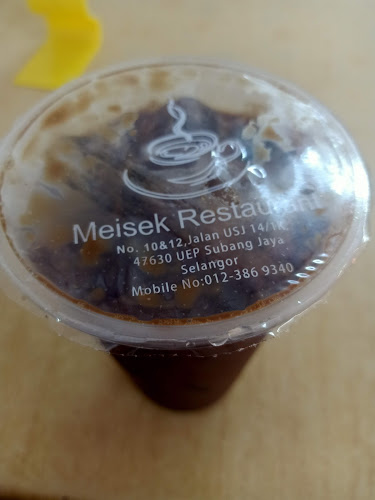 Meisek Restaurant
No. 10&12,Jalan USJ 14/1K,
47630 UEP Subang Jaya
Selangor
Mobile No:012-386 9340